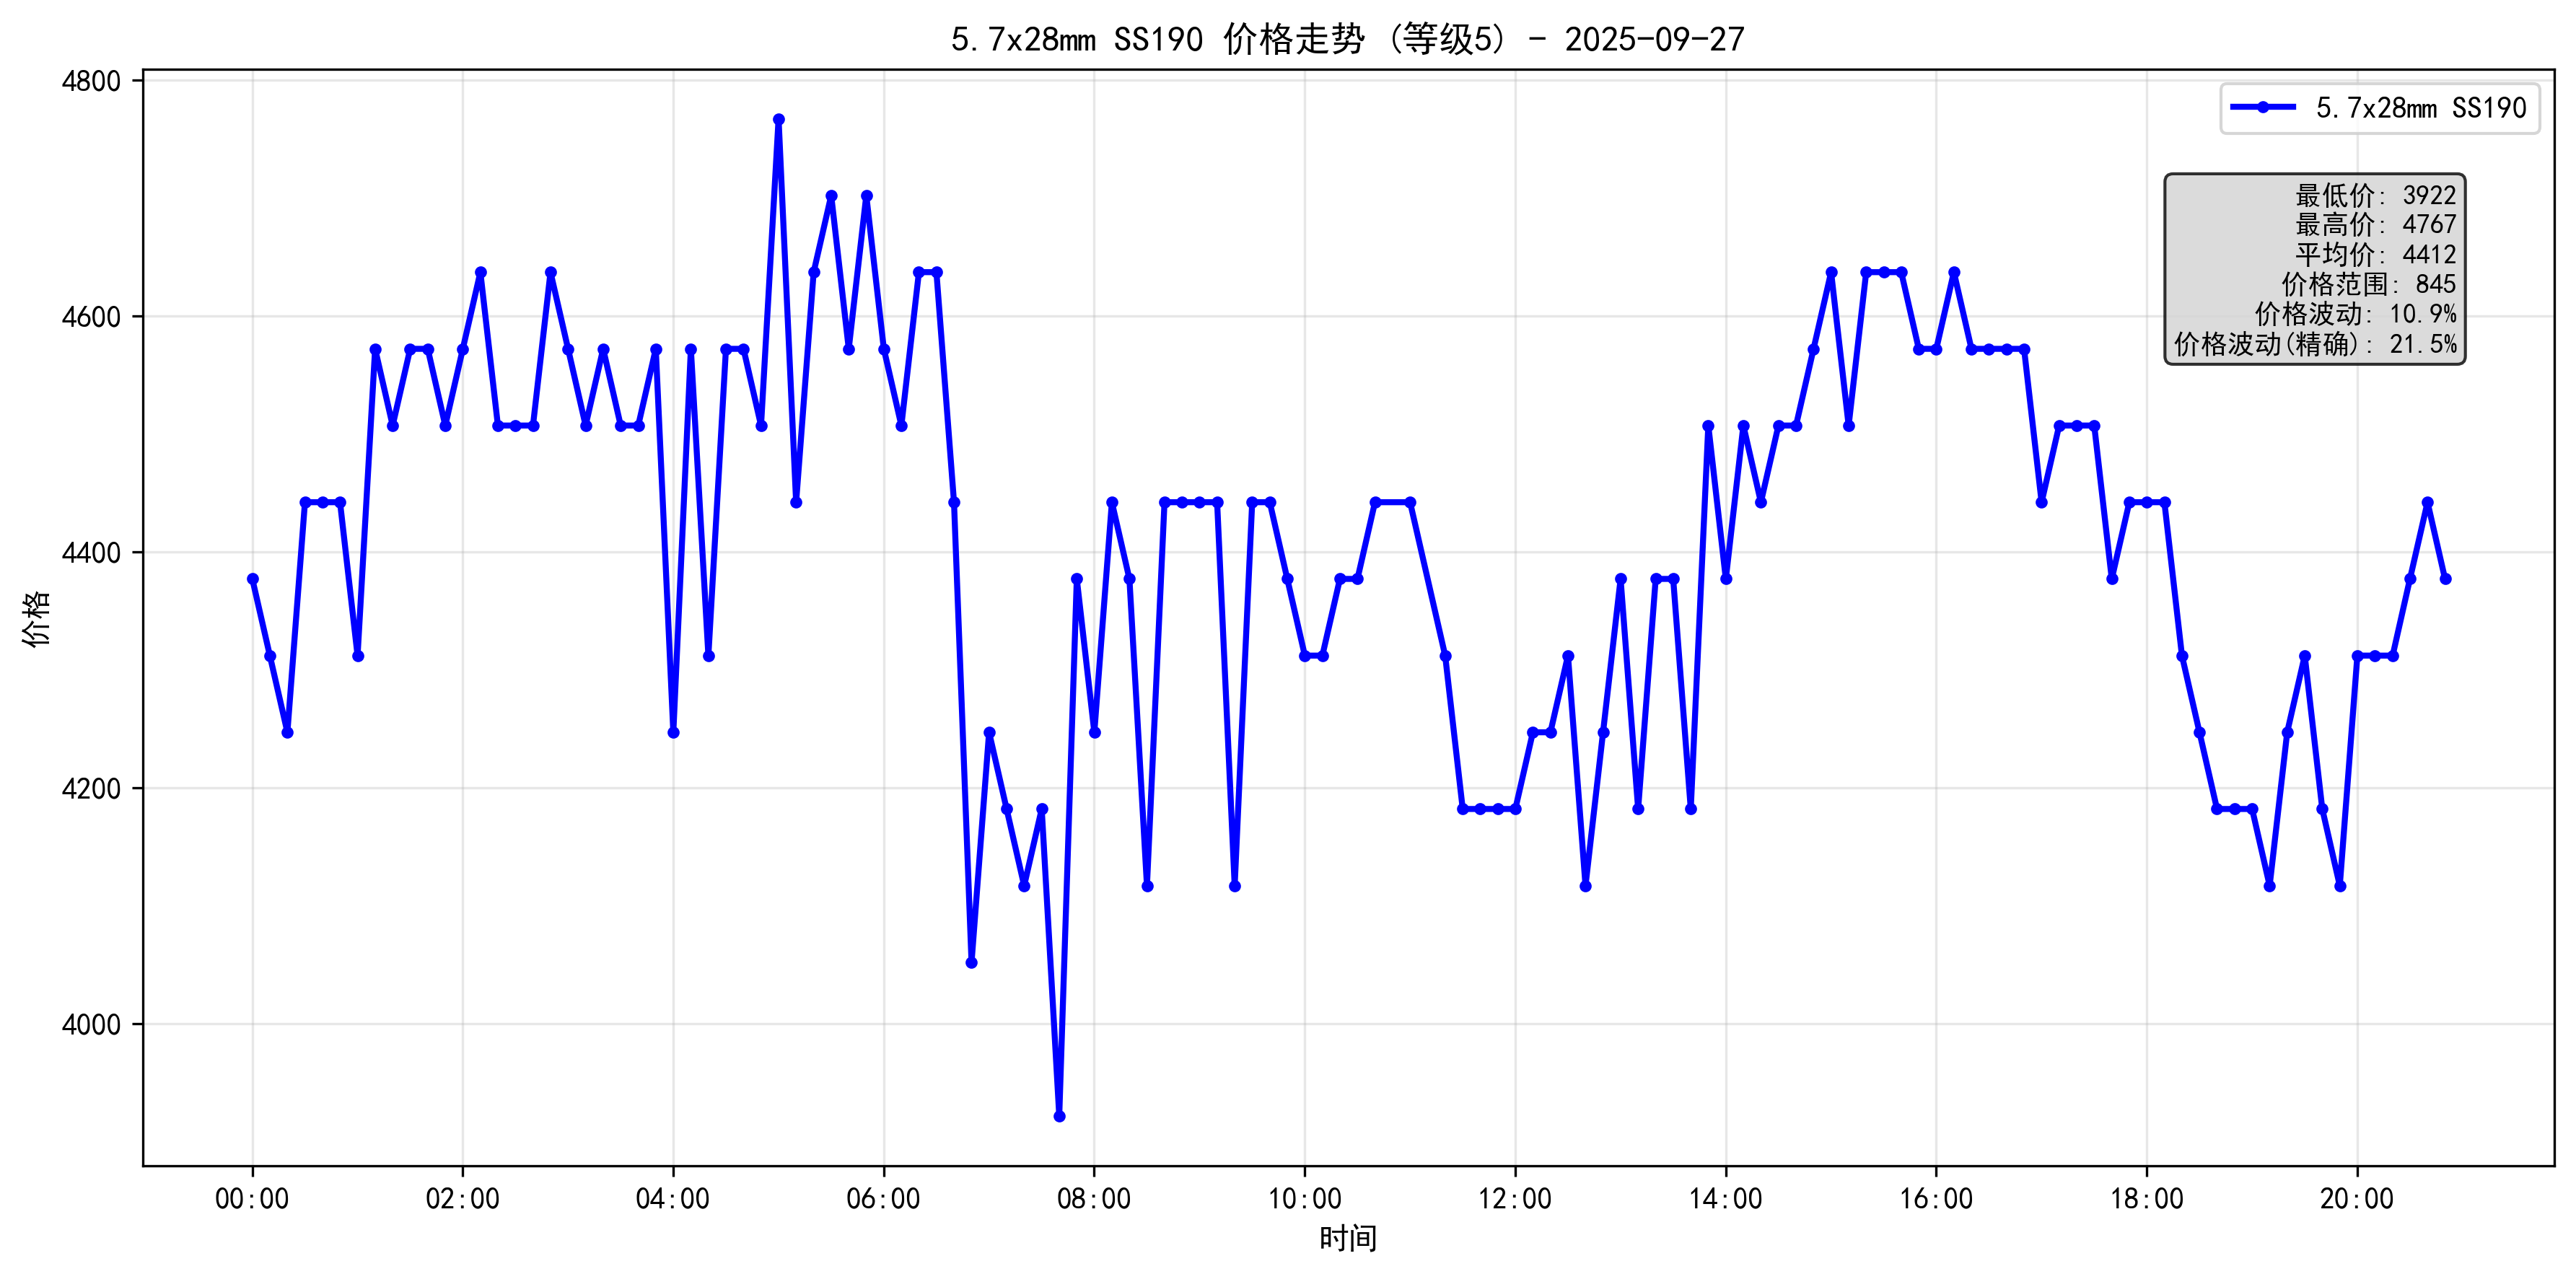 5.7x28mm SS190 价格走势 (等级5) - 2025-09-27
4800
4600
4400
4200
4000
价格
5.7x28mm SS190
最低价: 3922
最高价: 4767
平均价: 4412
价格范围: 845
价格波动: 10.9%
价格波动(精确): 21.5%
00:00 02:00 04:00 06:00 08:00 10:00 12:00 14:00 16:00 18:00 20:00
时间